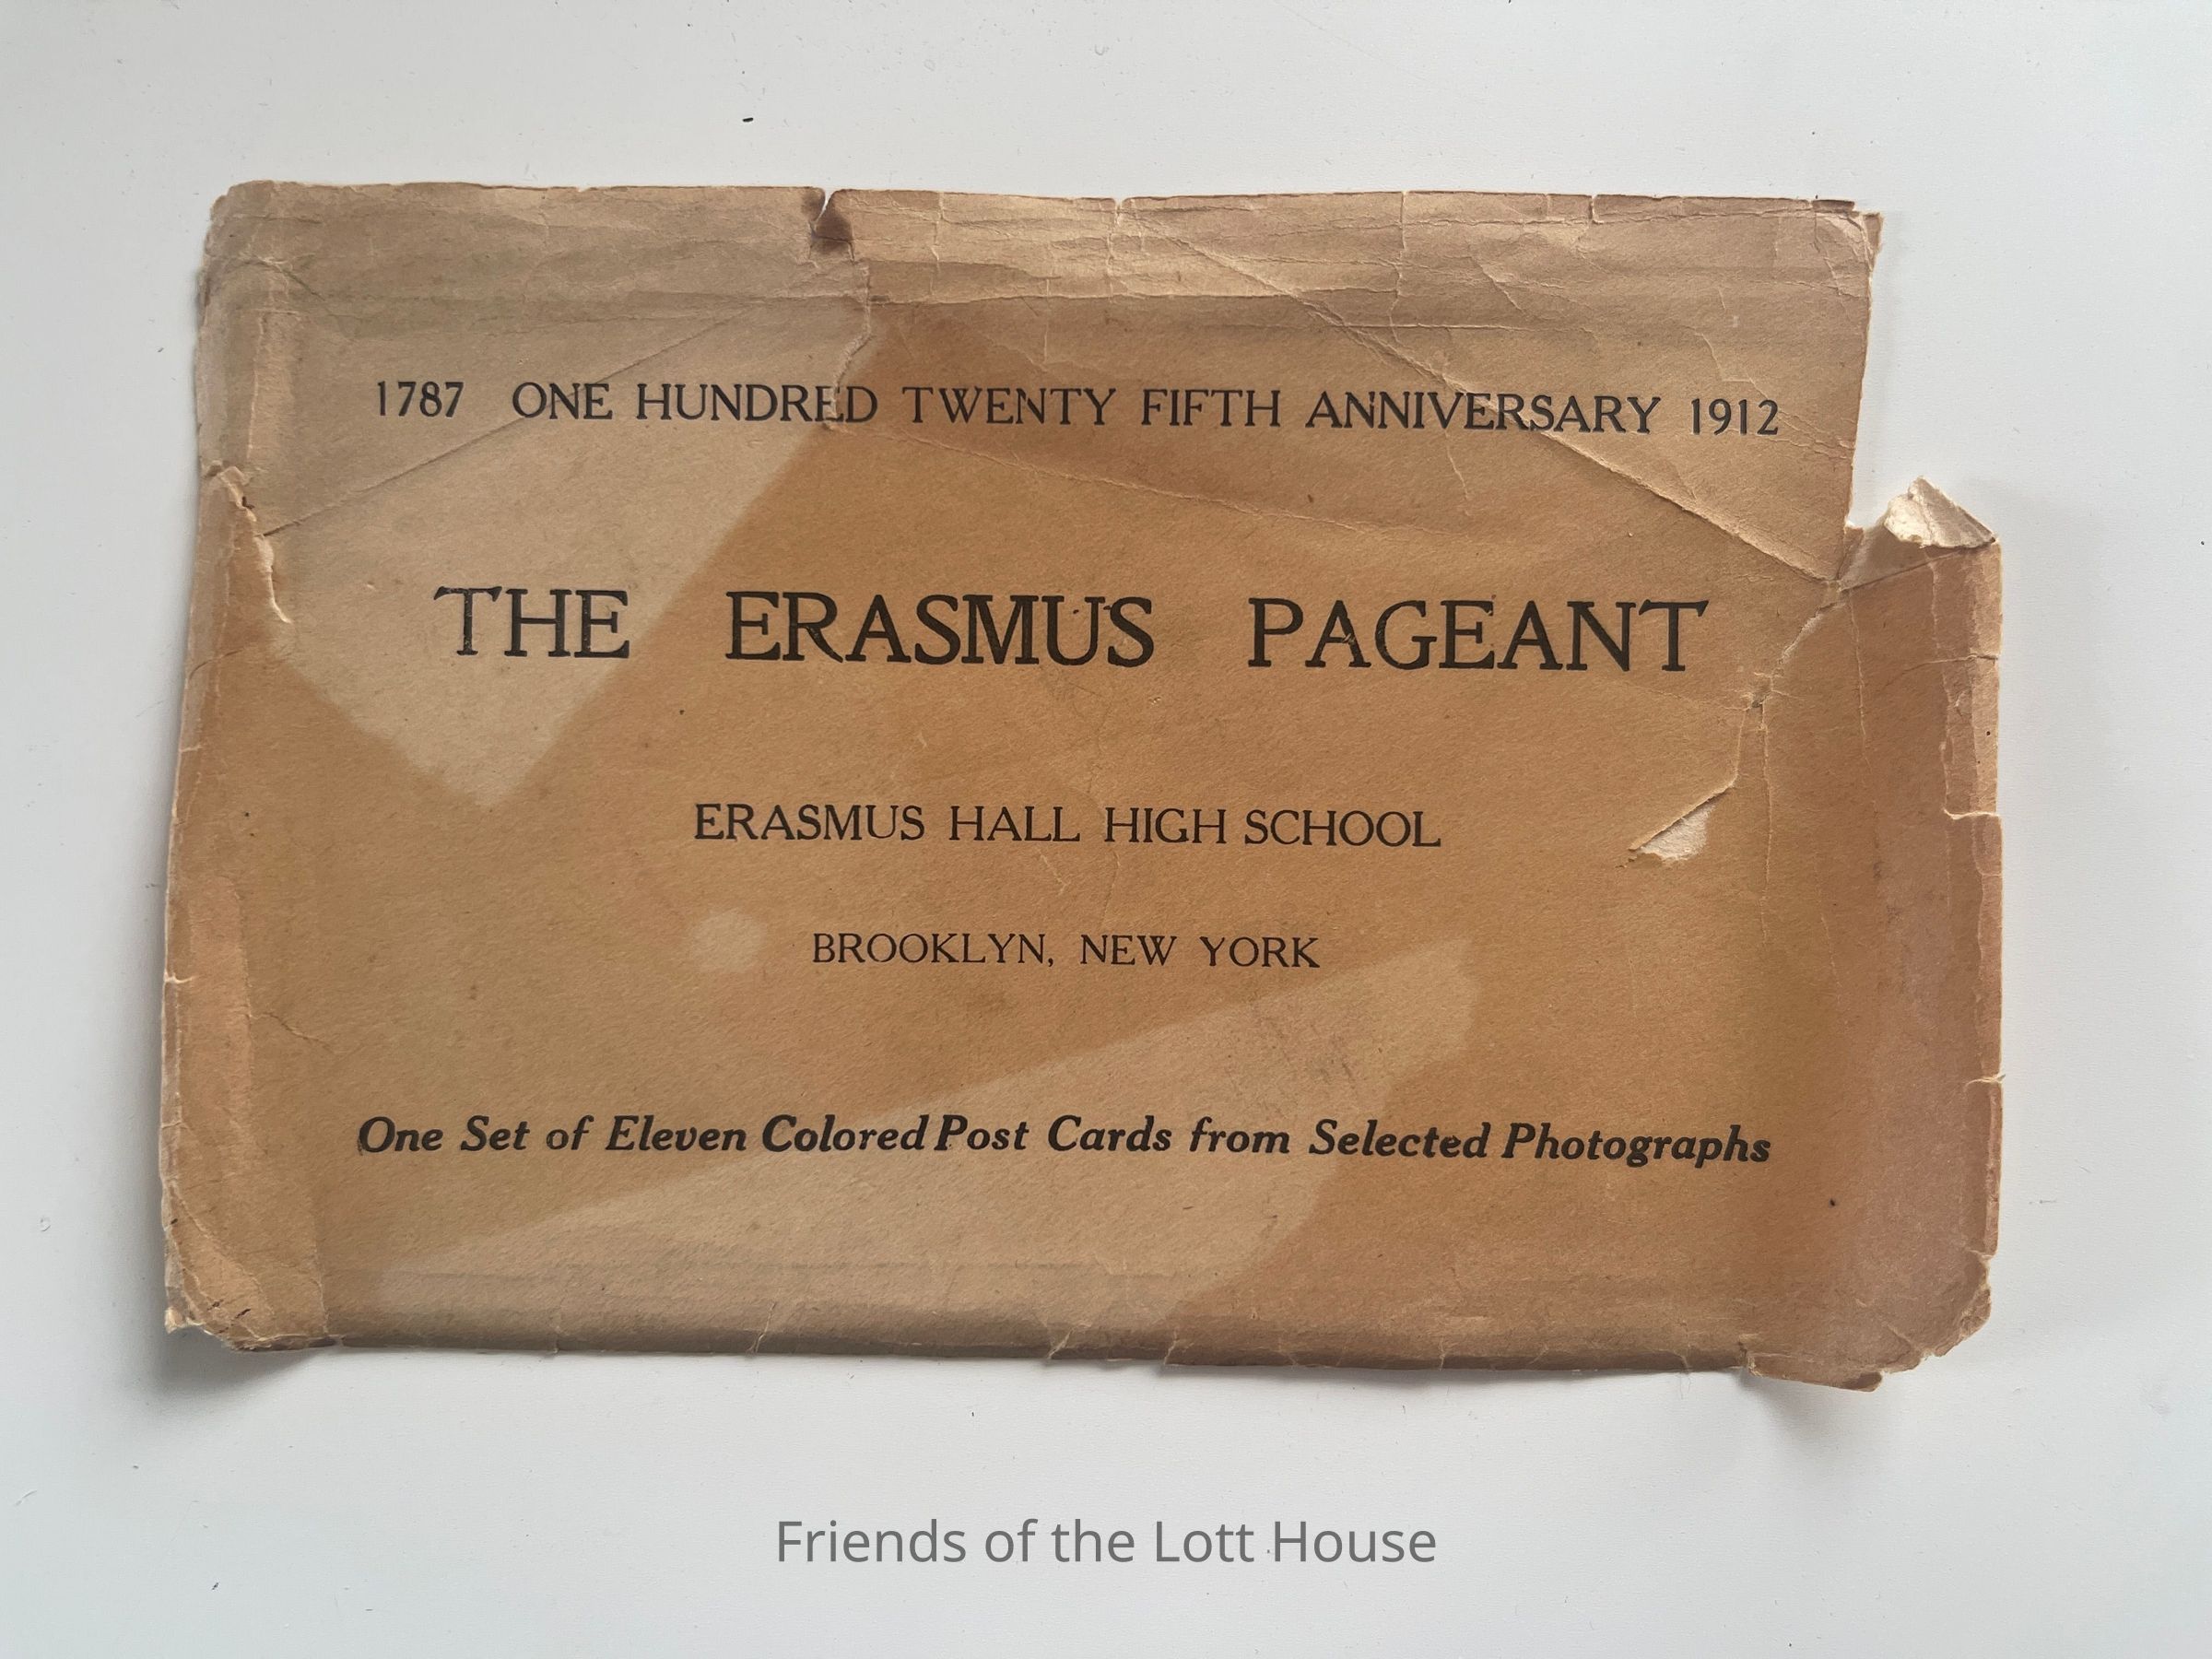 1787 ONE HUNDRED TWENTY FIFTH ANNIVERSARY 1912
THE ERASMUS PAGEANT
ERASMUS HALL HIGH SCHOOL
BROOKLYN, NEW YORK
One Set of Eleven Colored Post Cards from Selected Photographs
Friends of the Lott House